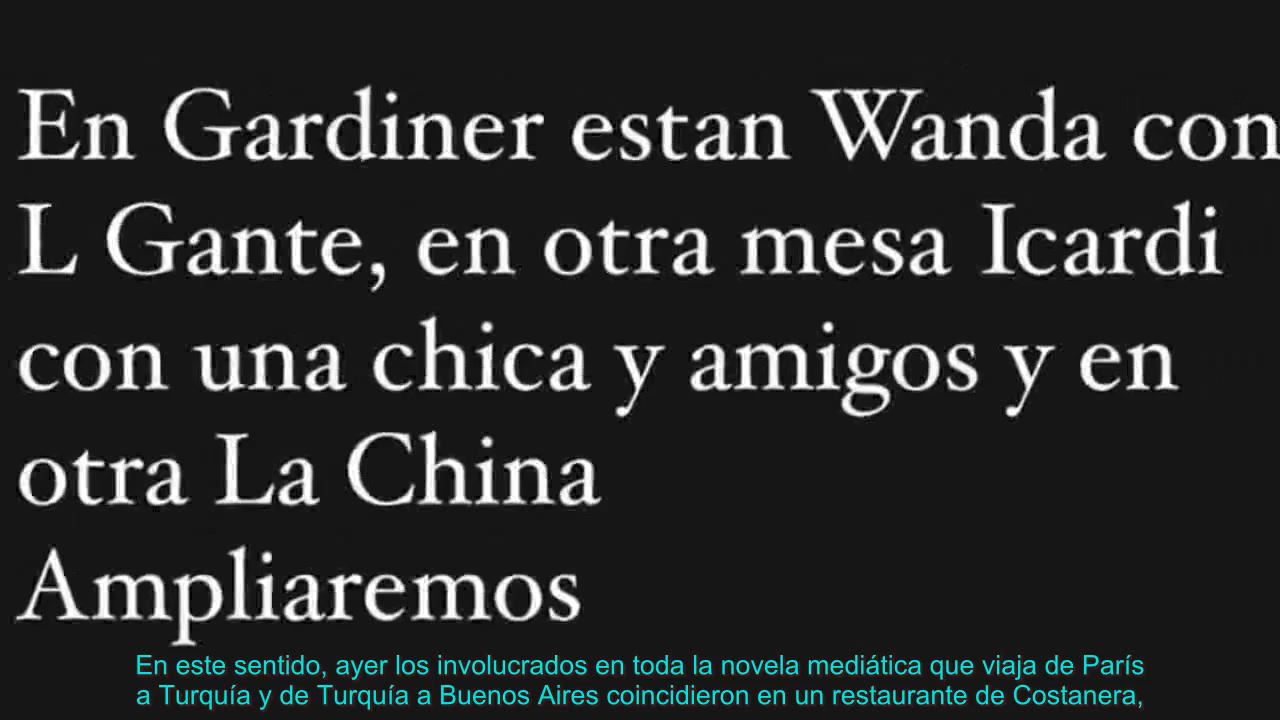 En Gardiner estan Wanda con
L Gante, en otra mesa Icardi
con una chica y amigos y en
otra La China
Ampliaremos
En este sentido, ayer los involucrados en toda la novela mediática que viaja de París
a Turquía y de Turquía a Buenos Aires coincidieron en un restaurante de Costanera,